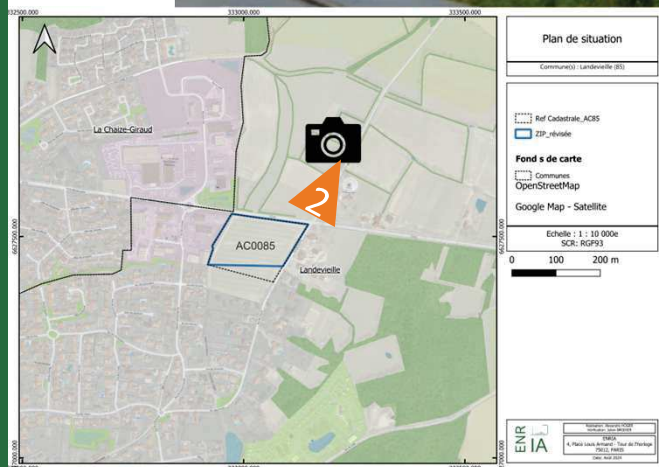 332500.000
333000.000
333500.000
La Chaize-Giraud
2
AC0085
Landevieille
6627500.000
6627500.000
Plan de situation
Commune(s) : Landevieille (85)
Ref Cadastrale_AC85
ZIP_révisée
Fond s de carte
Communes
OpenStreetMap
Google Map - Satellite
Echelle : 1 : 10 000e
SCR: RGF93
0 100 200 m
ENR
IA
ENRIA
4, Place Louis Armand - Tour de l'Horloge
75012, PARIS